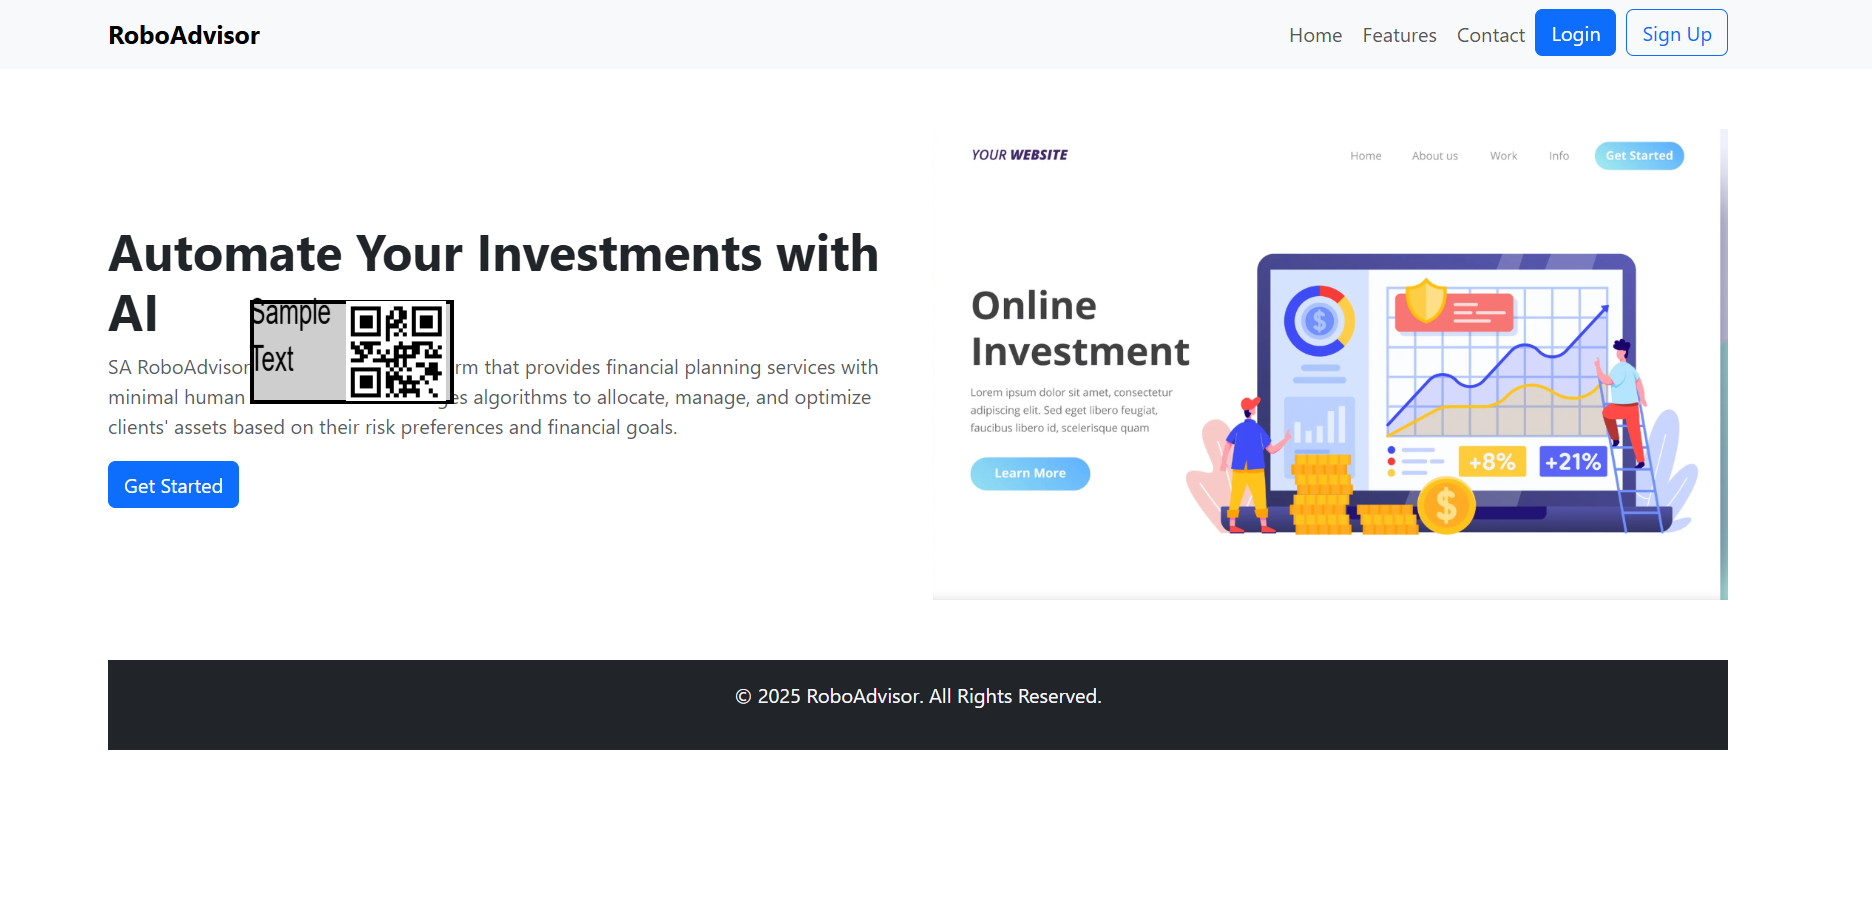 RoboAdvisor
Home Features Contact Login Sign Up
Automate Your Investments with
AI
Sample
Text
SA RoboAdvisor rm that provides financial planning services with
minimal human es algorithms to allocate, manage, and optimize
clients' assets based on their risk preferences and financial goals.
Get Started
YOUR WEBSITE
Home About us Work Info Get Started
Online
Investment
Lorem ipsum dolor sit amet, consectetur
adipiscing elit. Sed eget libero feugiat,
faucibus libero id, scelerisque quam
Learn More
+8% +21%
© 2025 RoboAdvisor. All Rights Reserved.